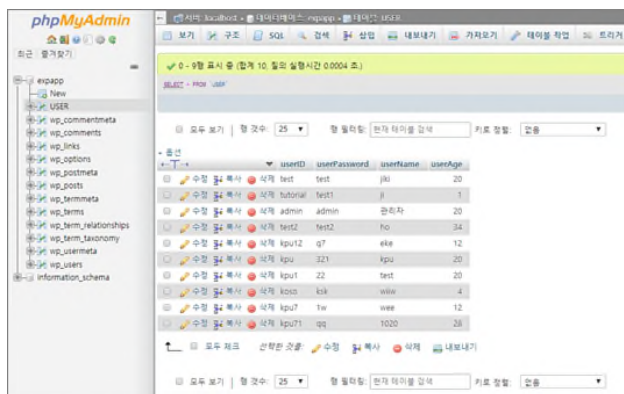 phpMyAdmin
최근 즐겨찾기
expapp
New
USER
wp_commentmeta
wp_comments
wp_links
wp_options
wp_postmeta
wp_posts
wp_termmeta
wp_terms
wp_term_relationships
wp_term_taxonomy
wp_usermeta
wp_users
information_schema
서버: localhost » 데이터베이스: expapp » 테이블: USER
보기 구조 SQL 검색 삽입 내보내기 가져오기 테이블 작업 트리거
0 - 9행 표시 중 (합계 10, 질의 실행시간 0.0004 초.)
SELECT * FROM `USER`
모두 보기 행 갯수: 25 행 필터링: 현재 테이블 검색 키로 정렬: 없음
+ 옵션
userID userPassword userName userAge
수정 복사 삭제 test test jiki 20
수정 복사 삭제 tutorial test1 ji 1
수정 복사 삭제 admin admin 관리자 20
수정 복사 삭제 test2 test2 ho 34
수정 복사 삭제 kpu12 q7 eke 12
수정 복사 삭제 kpu 321 kpu 20
수정 복사 삭제 kpu1 22 test 20
수정 복사 삭제 koso ksk wiiw 4
수정 복사 삭제 kpu7 1w wee 12
수정 복사 삭제 kpu71 qq 1020 28
모두 체크 선택한 것을: 수정 복사 삭제 내보내기
모두 보기 행 갯수: 25 행 필터링: 현재 테이블 검색 키로 정렬: 없음